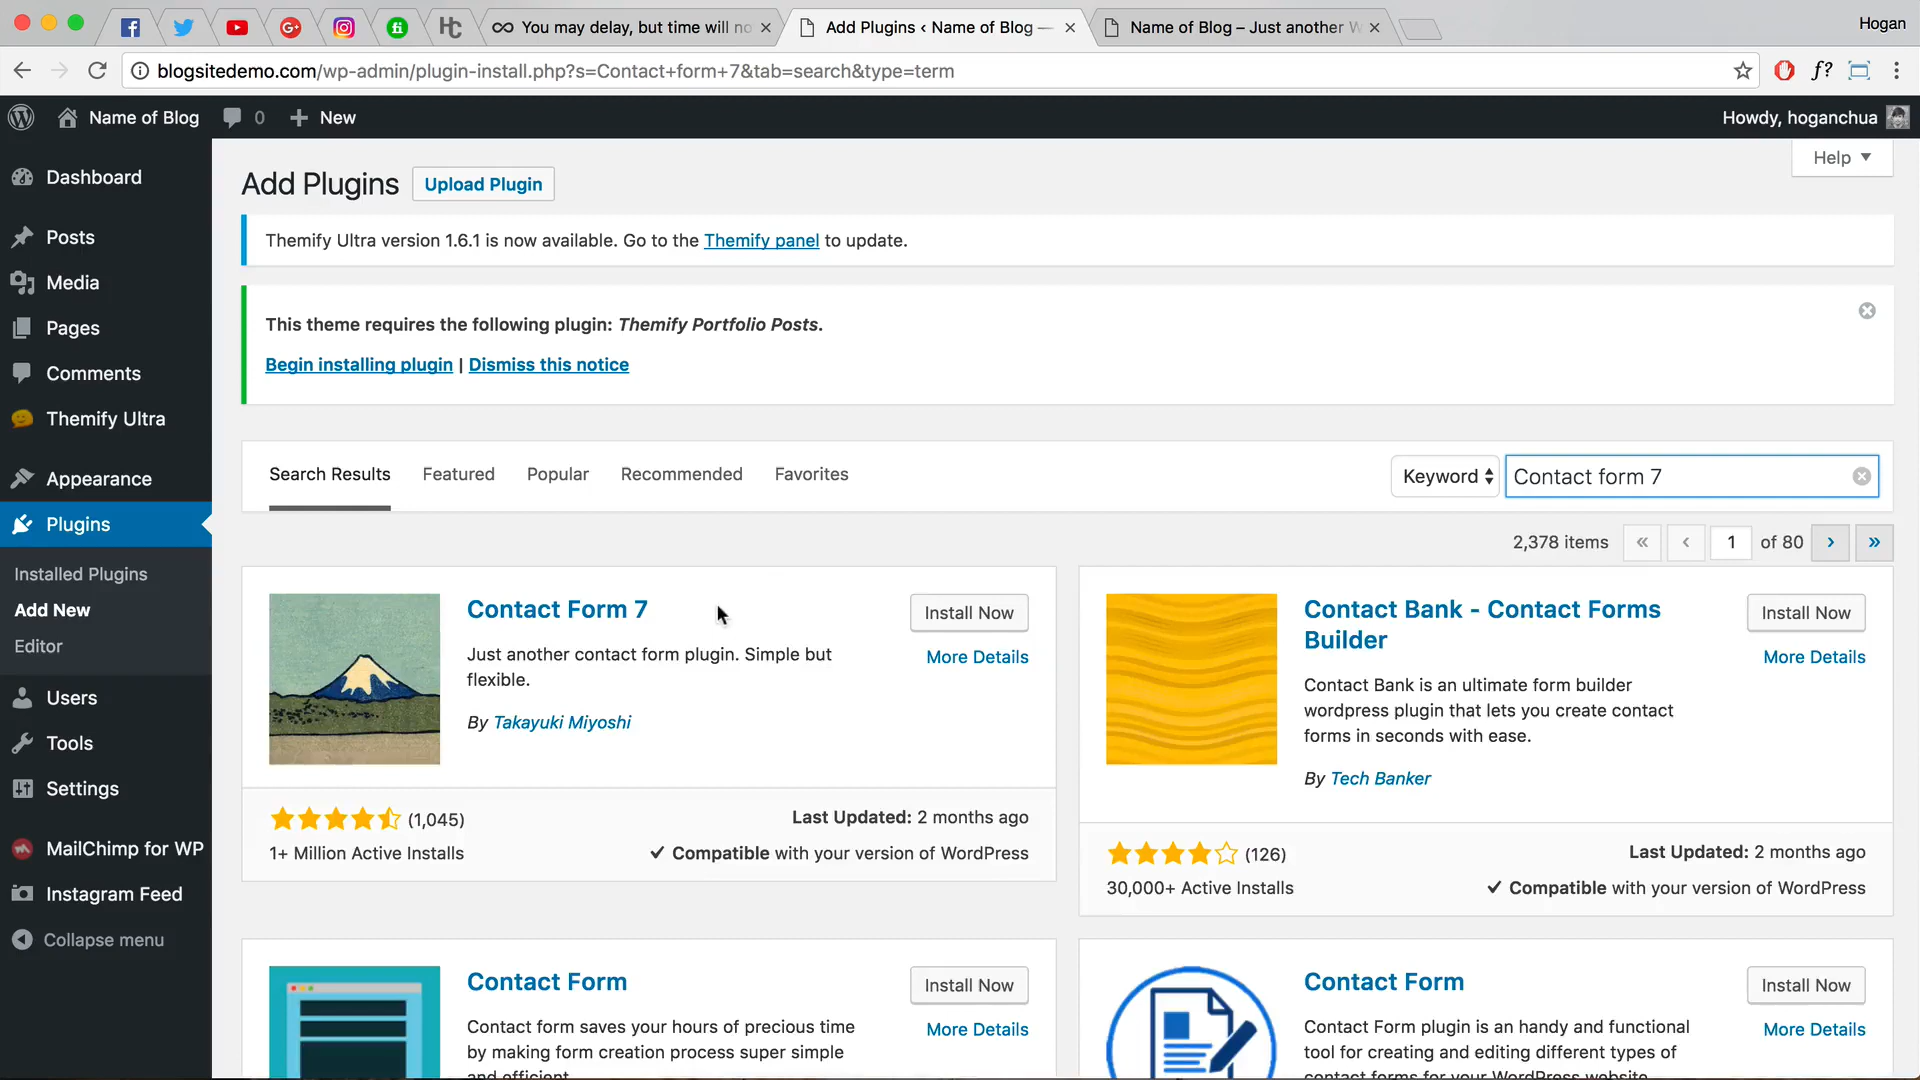 You may delay, but time will no
Add Plugins ‹ Name of Blog —
Name of Blog – Just another W
Hogan
blogsitedemo.com/wp-admin/plugin-install.php?s=Contact+form+7&tab=search&type=term
f?
Name of Blog
0
New
Howdy, hoganchua
Dashboard
Posts
Media
Pages
Comments
Themify Ultra
Appearance
Plugins
Installed Plugins
Add New
Editor
Users
Tools
Settings
MailChimp for WP
Instagram Feed
Collapse menu
Help
Add Plugins
Upload Plugin
Themify Ultra version 1.6.1 is now available. Go to the Themify panel to update.
This theme requires the following plugin: Themify Portfolio Posts.
Begin installing plugin | Dismiss this notice
Search Results Featured Popular Recommended Favorites
Keyword
Contact form 7
2,378 items « ‹ 1 of 80 › »
Contact Form 7
Install Now
More Details
Just another contact form plugin. Simple but
flexible.
By Takayuki Miyoshi
(1,045)
1+ Million Active Installs
Last Updated: 2 months ago
Compatible with your version of WordPress
Contact Bank - Contact Forms
Builder
Install Now
More Details
Contact Bank is an ultimate form builder
wordpress plugin that lets you create contact
forms in seconds with ease.
By Tech Banker
(126)
30,000+ Active Installs
Last Updated: 2 months ago
Compatible with your version of WordPress
Contact Form
Install Now
More Details
Contact form saves your hours of precious time
by making form creation process super simple
and efficient
Contact Form
Install Now
More Details
Contact Form plugin is an handy and functional
tool for creating and editing different types of
contact forms for your WordPress website